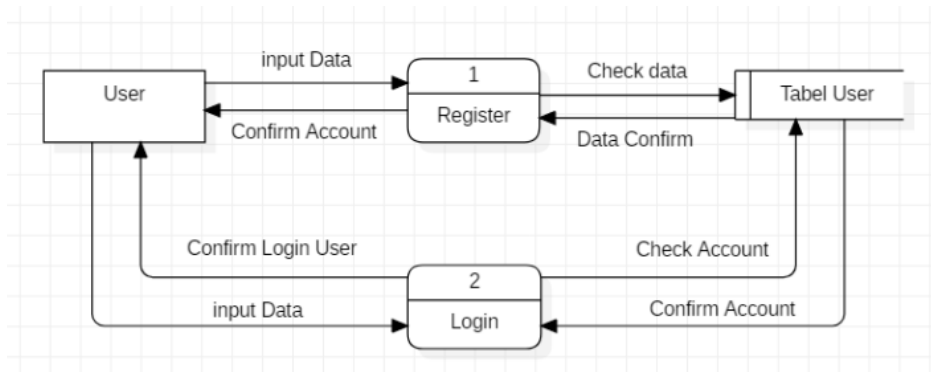 input Data
1
Check data
User
Tabel User
Register
Confirm Account
Data Confirm
Confirm Login User
Check Account
2
input Data
Login
Confirm Account